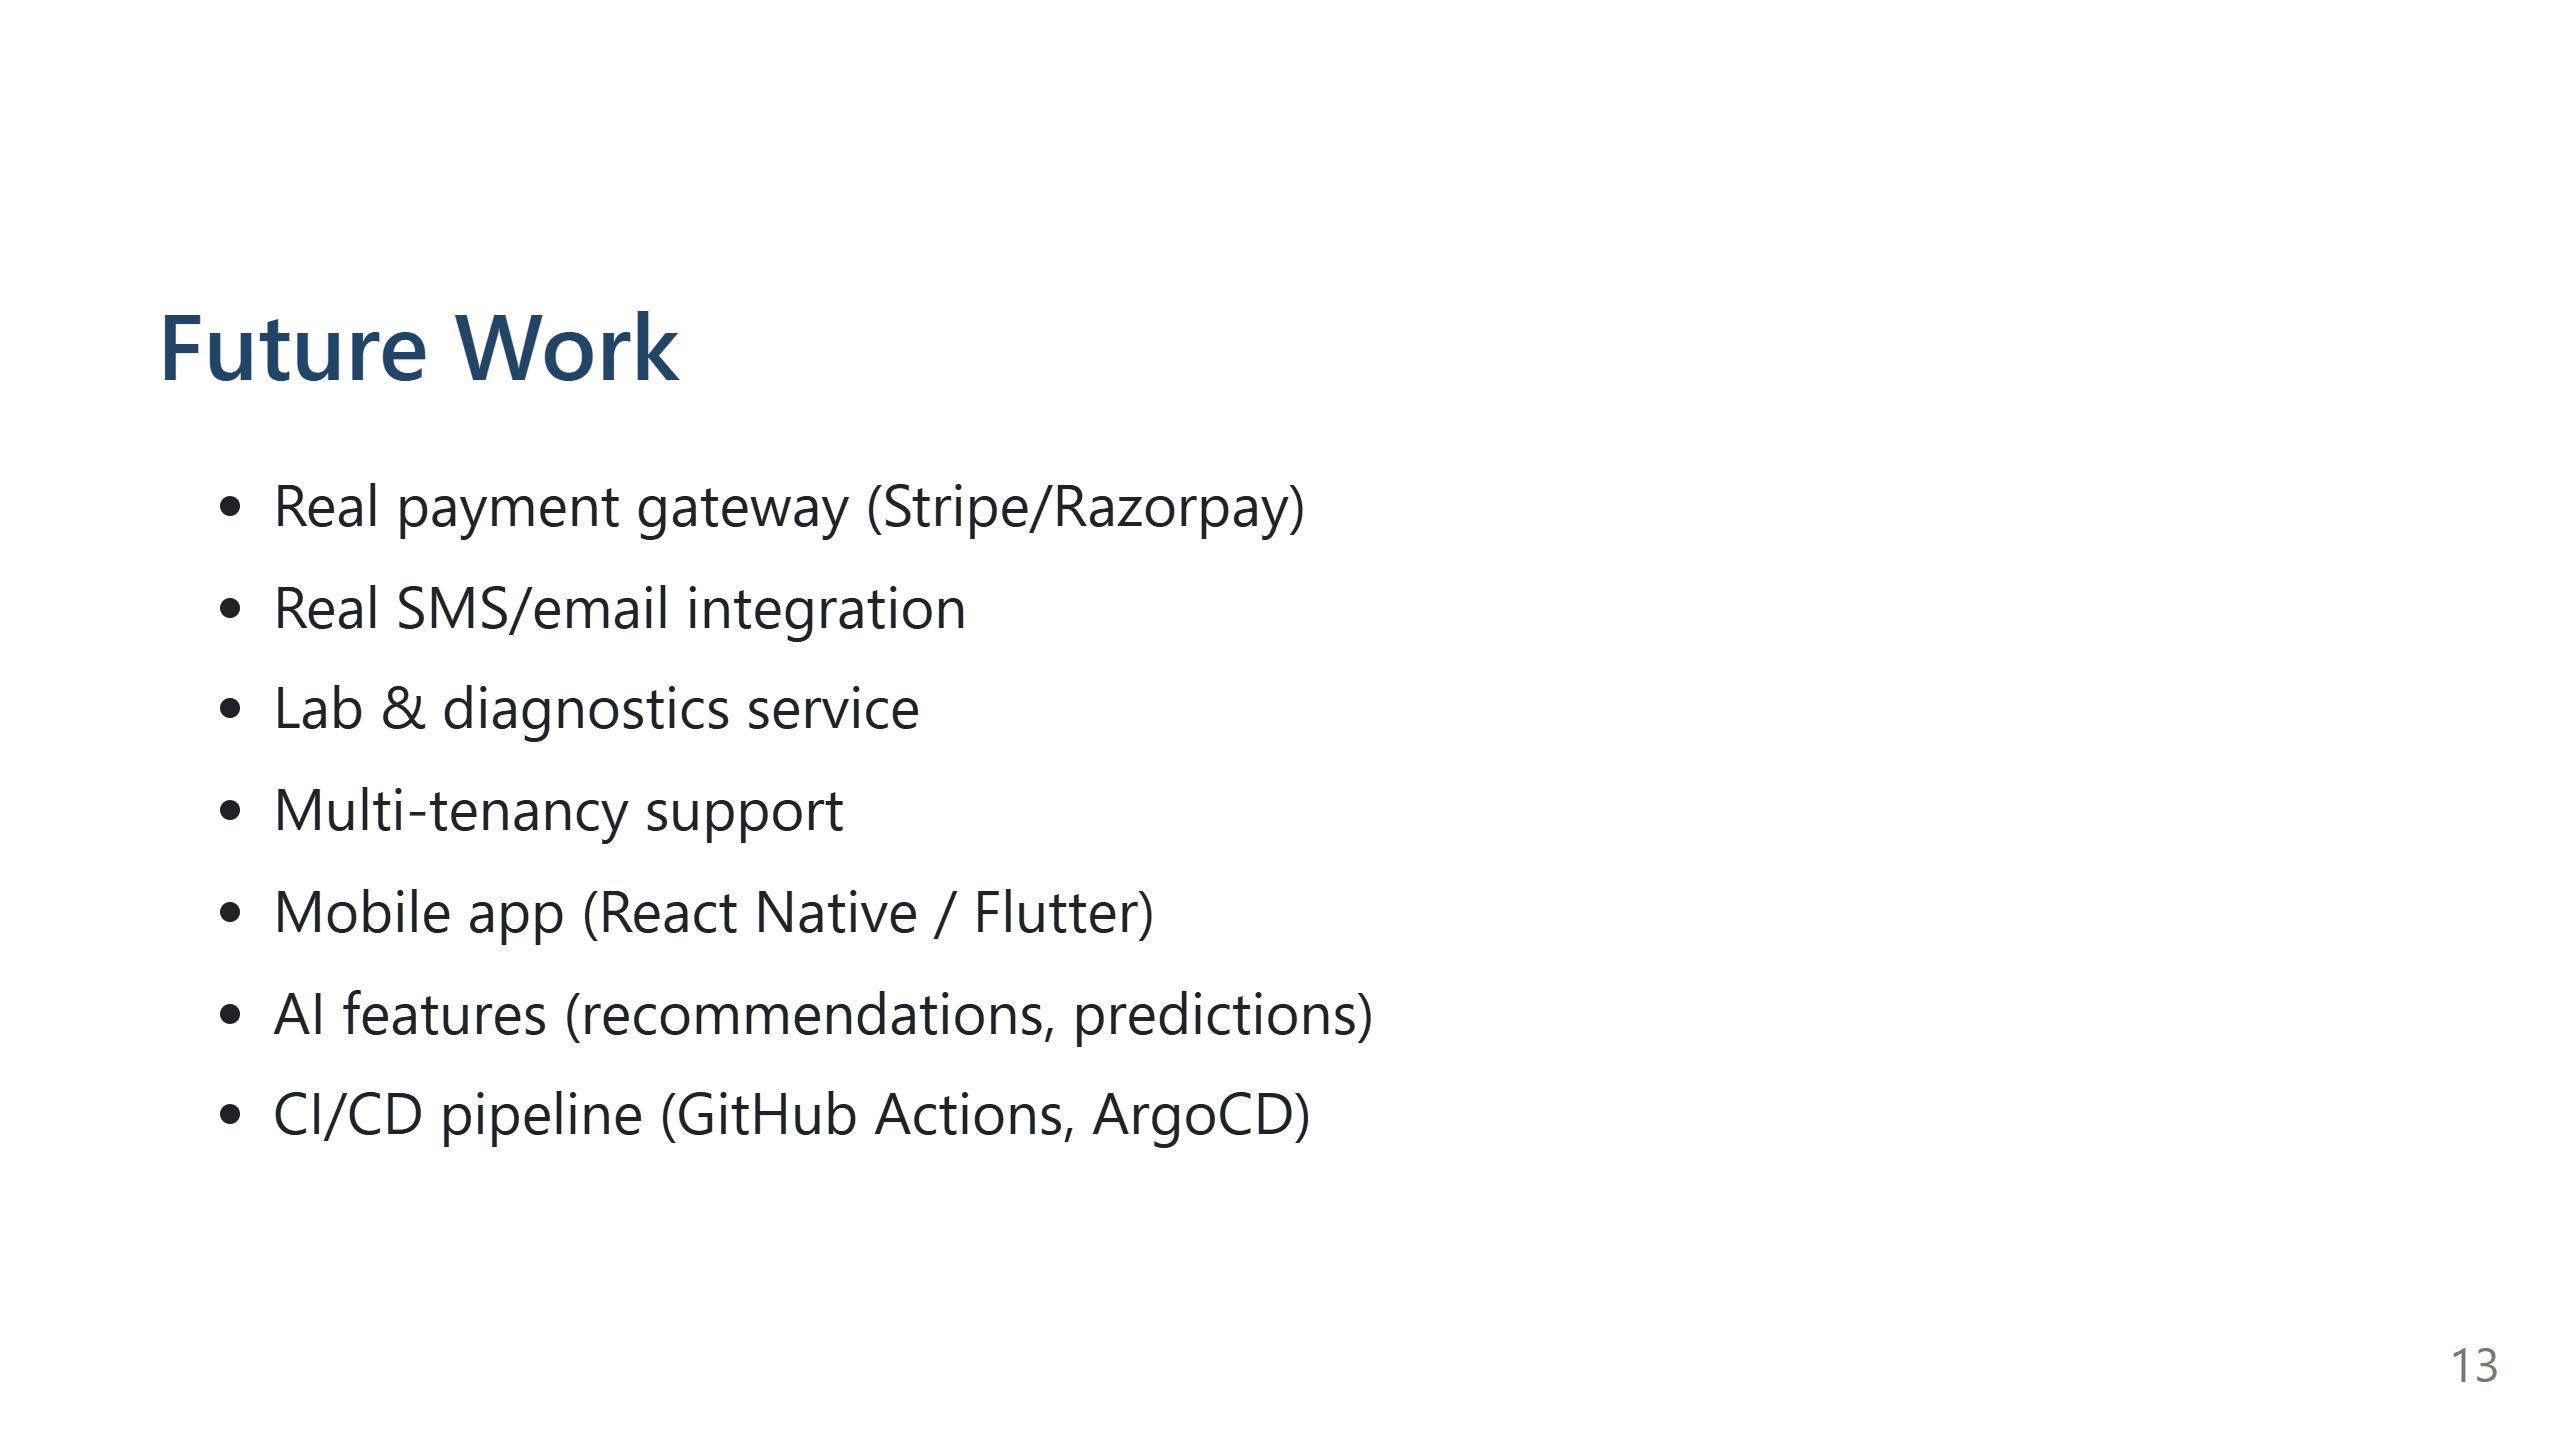 Future Work
• Real payment gateway (Stripe/Razorpay)
• Real SMS/email integration
• Lab & diagnostics service
• Multi-tenancy support
• Mobile app (React Native / Flutter)
• AI features (recommendations, predictions)
• CI/CD pipeline (GitHub Actions, ArgoCD)
13